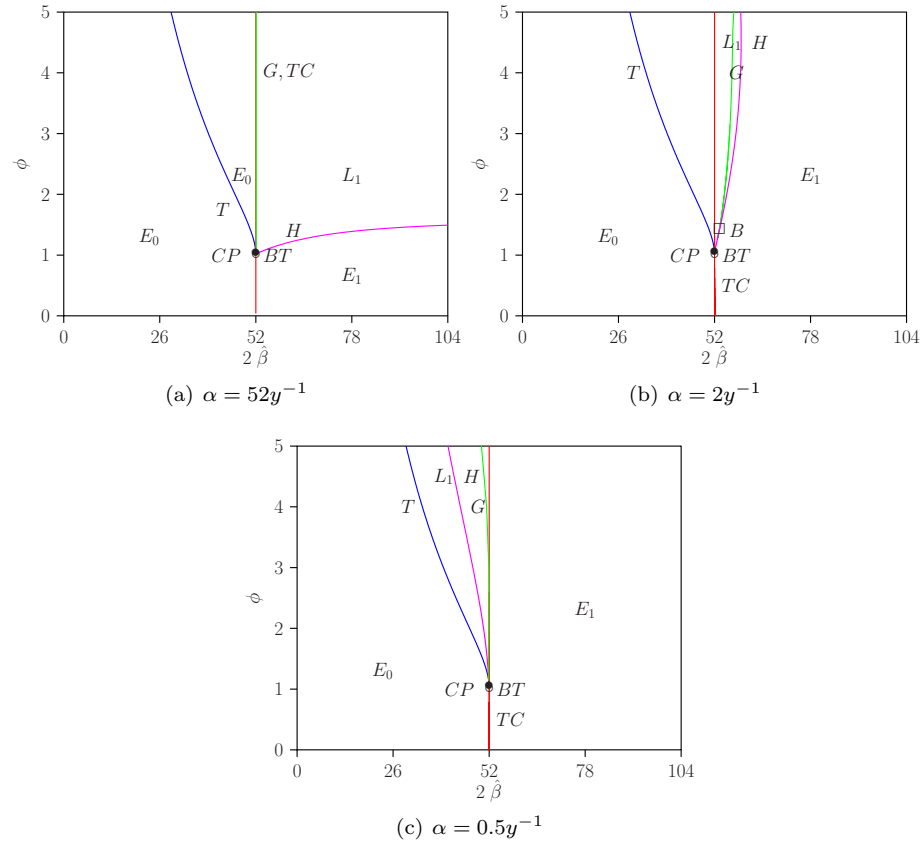 5
4
G, TC
3
ϕ
E₀ L₁
2
T
E₀ H
1 CP BT
E₁
0
0 26 52 78 104
2 β̂
(a) α = 52y⁻¹
5
L₁ H
4 T G
3
ϕ
E₁
2
B
E₀
1 CP BT
TC
0
0 26 52 78 104
2 β̂
(b) α = 2y⁻¹
5
L₁ H
4 T G
3
ϕ
E₁
2
E₀
1 CP BT
TC
0
0 26 52 78 104
2 β̂
(c) α = 0.5y⁻¹